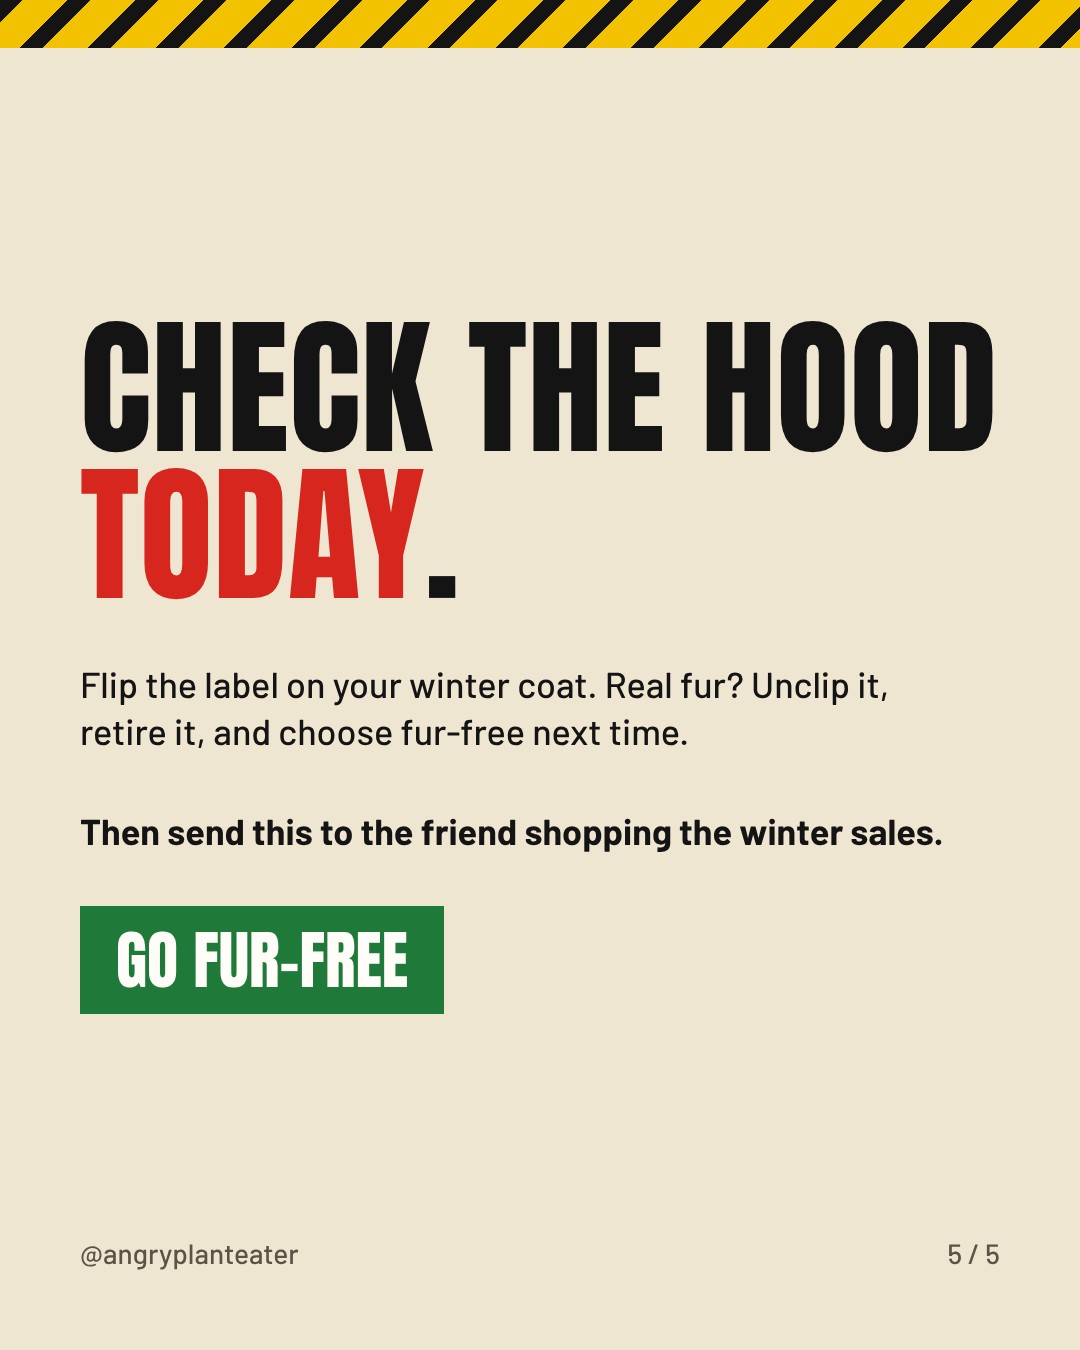 CHECK THE HOOD
TODAY.
Flip the label on your winter coat. Real fur? Unclip it,
retire it, and choose fur-free next time.
Then send this to the friend shopping the winter sales.
GO FUR-FREE
@angryplanteater
5 / 5